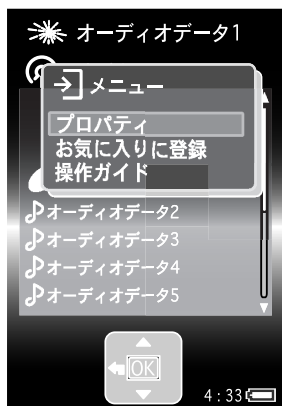 オーディオデータ1
メニュー
プロパティ
お気に入りに登録
操作ガイド
オーディオデータ2
オーディオデータ3
オーディオデータ4
オーディオデータ5
OK
4:33